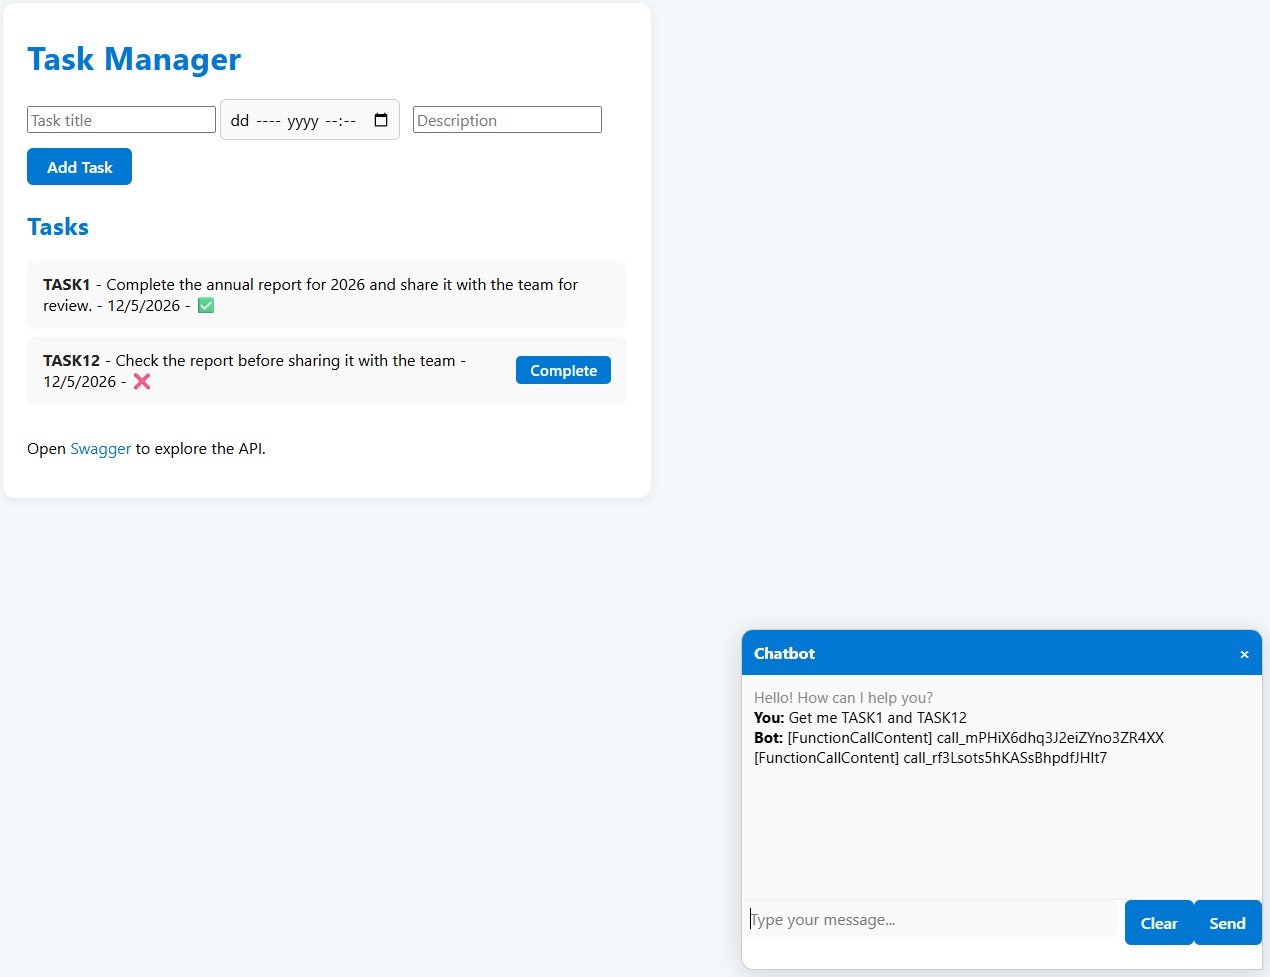 Task Manager
Task title
dd ---- yyyy --:--
Description
Add Task
Tasks
TASK1 - Complete the annual report for 2026 and share it with the team for
review. - 12/5/2026 - ✅
TASK12 - Check the report before sharing it with the team -
12/5/2026 - ❌
Complete
Open Swagger to explore the API.
Chatbot
×
Hello! How can I help you?
You: Get me TASK1 and TASK12
Bot: [FunctionCallContent] call_mPHiX6dhq3J2eiZYno3ZR4XX
[FunctionCallContent] call_rf3Lsots5hKASsBhpdfJHIt7
Type your message...
Clear
Send